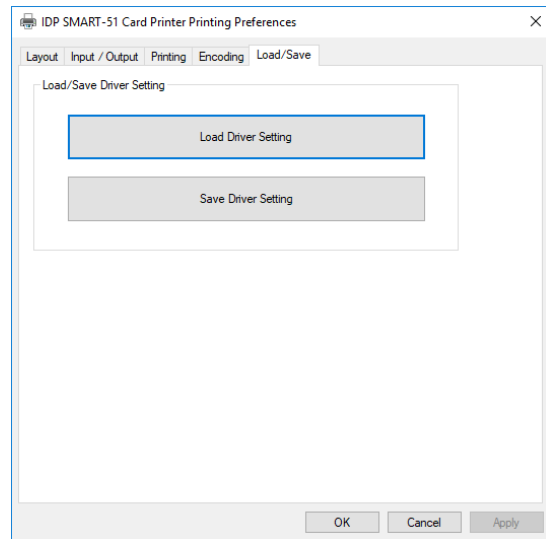 IDP SMART-51 Card Printer Printing Preferences
Layout Input / Output Printing Encoding Load/Save
Load/Save Driver Setting
Load Driver Setting
Save Driver Setting
OK Cancel Apply